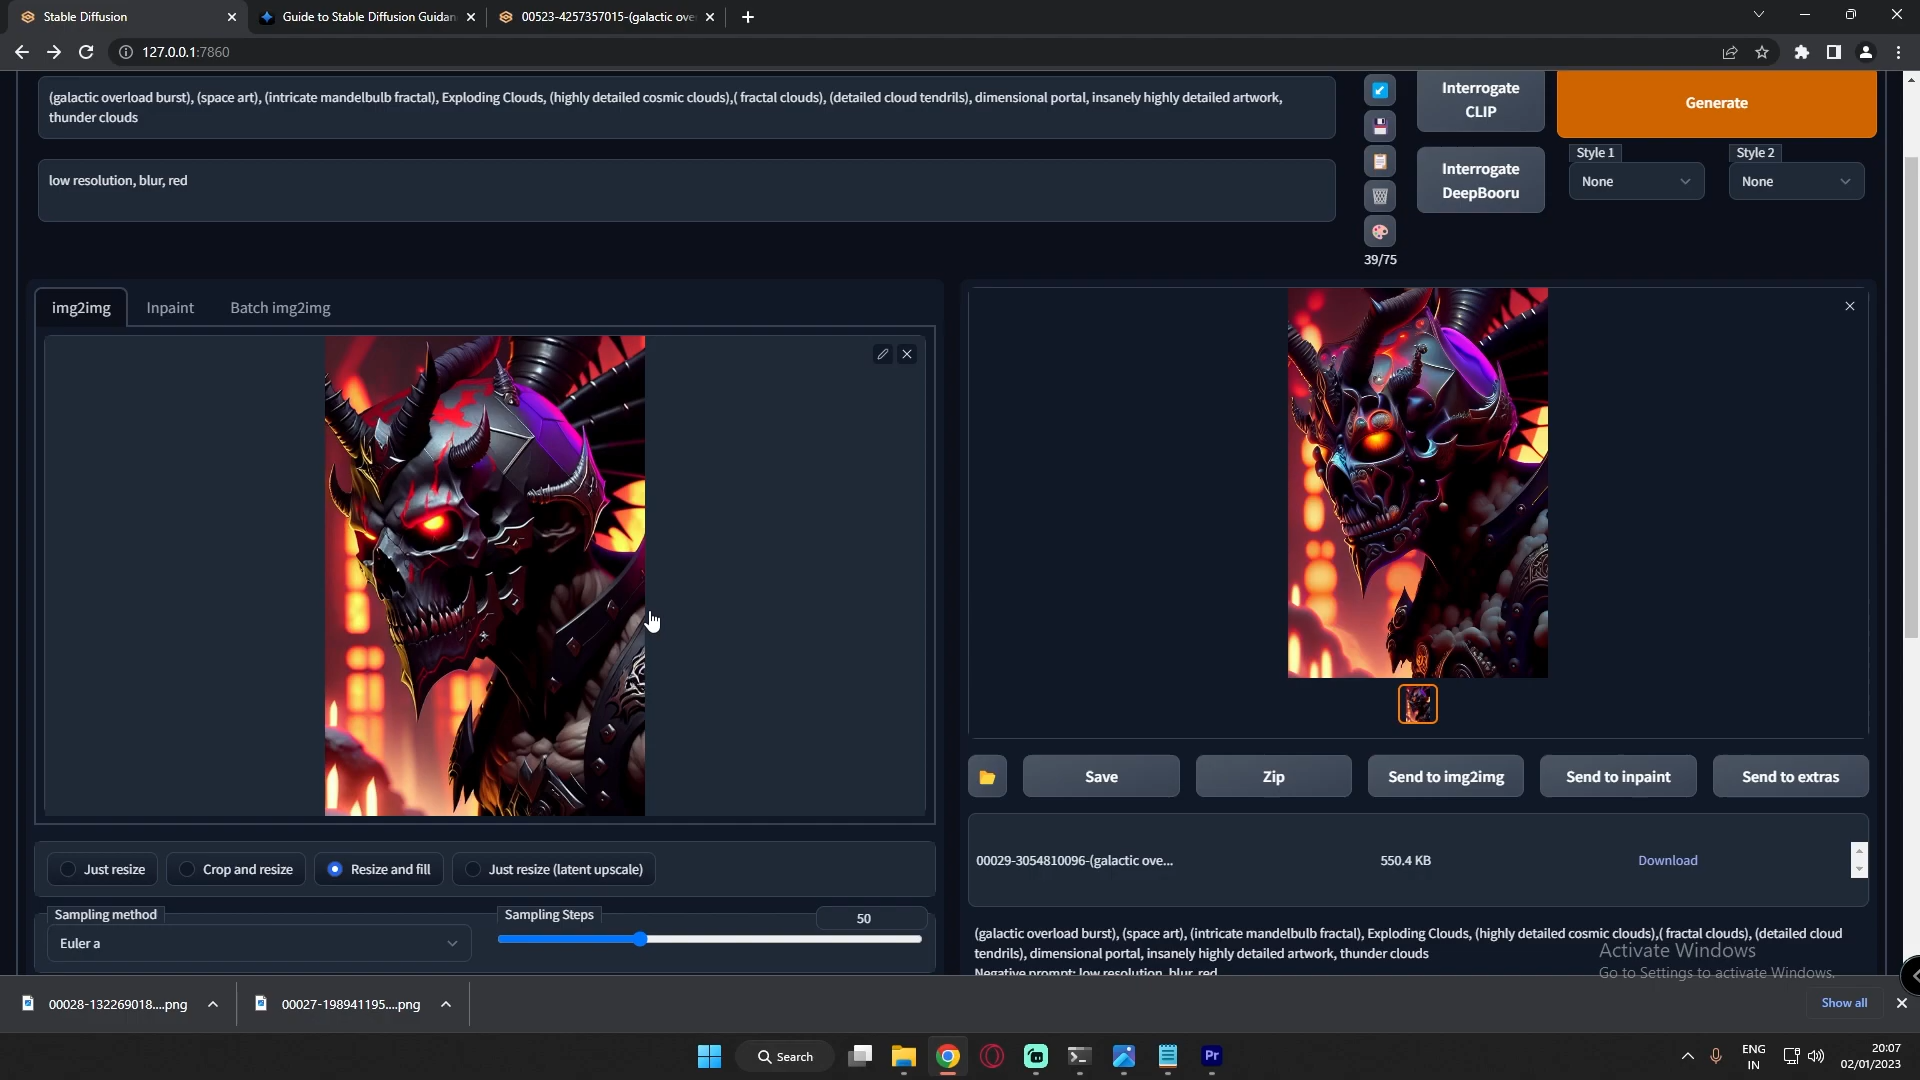 Stable Diffusion
Guide to Stable Diffusion Guidan
00523-4257357015-(galactic ove
127.0.0.1:7860
(galactic overload burst), (space art), (intricate mandelbulb fractal), Exploding Clouds, (highly detailed cosmic clouds),( fractal clouds), (detailed cloud tendrils), dimensional portal, insanely highly detailed artwork,
thunder clouds
Interrogate
CLIP
Generate
Style 1
Style 2
low resolution, blur, red
Interrogate
DeepBooru
None
None
39/75
img2img
Inpaint
Batch img2img
Save
Zip
Send to img2img
Send to inpaint
Send to extras
00029-3054810096-(galactic ove...
550.4 KB
Download
Just resize
Crop and resize
Resize and fill
Just resize (latent upscale)
Sampling method
Euler a
Sampling Steps
50
(galactic overload burst), (space art), (intricate mandelbulb fractal), Exploding Clouds, (highly detailed cosmic clouds),( fractal clouds), (detailed cloud
tendrils), dimensional portal, insanely highly detailed artwork, thunder clouds
Negative prompt: low resolution, blur, red
Activate Windows
Go to Settings to activate Windows.
00028-132269018....png
00027-198941195....png
Show all
Search
Pr
ENG
IN
20:07
02/01/2023